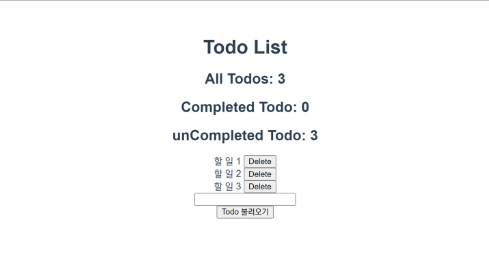 Todo List
All Todos: 3
Completed Todo: 0
unCompleted Todo: 3
할 일 1 Delete
할 일 2 Delete
할 일 3 Delete
Todo 불러오기